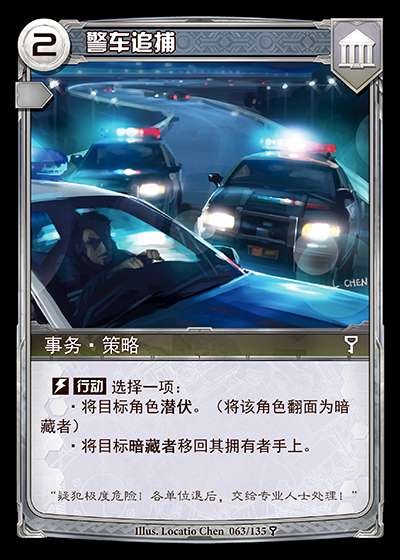 2 警车追捕
L CHEN
事务·策略
行动 选择一项：
·将目标角色潜伏。（将该角色翻面为暗
藏者）
·将目标暗藏者移回其拥有者手上。
“疑犯极度危险！各单位退后，交给专业人士处理！”
Illus. Locatio Chen 063/135